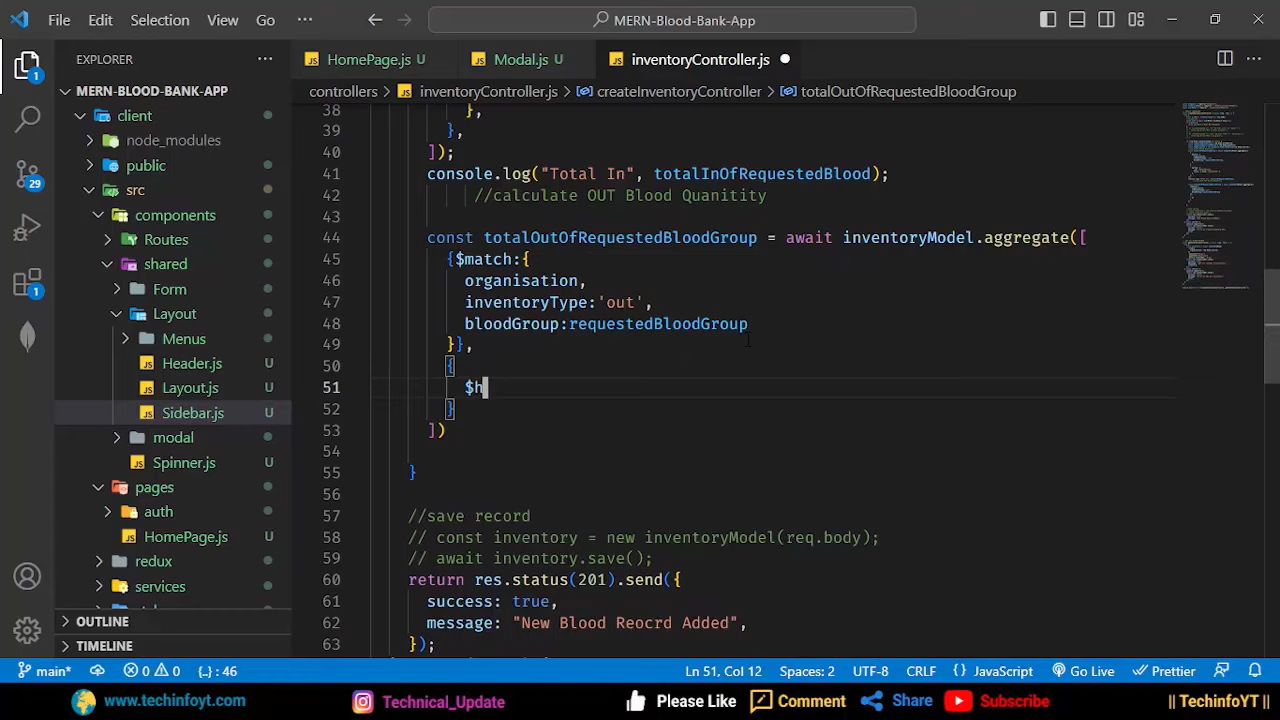 File Edit Selection View Go ··· MERN-Blood-Bank-App
EXPLORER ···
HomePage.js U Modal.js U inventoryController.js ···
controllers > inventoryController.js > createInventoryController > totalOutOfRequestedBloodGroup
MERN-BLOOD-BANK-APP
client
node_modules
public
src
components
Routes
shared
Form
Layout
Menus
Header.js U
Layout.js U
Sidebar.js U
modal
Spinner.js U
pages
auth
HomePage.js U
redux
services
OUTLINE
TIMELINE
1
29
1
38 },
39 },
40 ]);
41 console.log("Total In", totalInOfRequestedBlood);
42 //calculate OUT Blood Quanitity
43
44 const totalOutOfRequestedBloodGroup = await inventoryModel.aggregate([
45 {$match:{
46 organisation,
47 inventoryType:'out',
48 bloodGroup:requestedBloodGroup
49 }},
50 {
51 $h
52 }
53 ])
54
55 }
56
57 //save record
58 // const inventory = new inventoryModel(req.body);
59 // await inventory.save();
60 return res.status(201).send({
61 success: true,
62 message: "New Blood Reocrd Added",
63 });
main* 0 0 {..} : 46 Ln 51, Col 12 Spaces: 2 UTF-8 CRLF {} JavaScript Go Live Prettier
www.techinfoyt.com Technical_Update Please Like Comment Share Subscribe || TechinfoYT ||